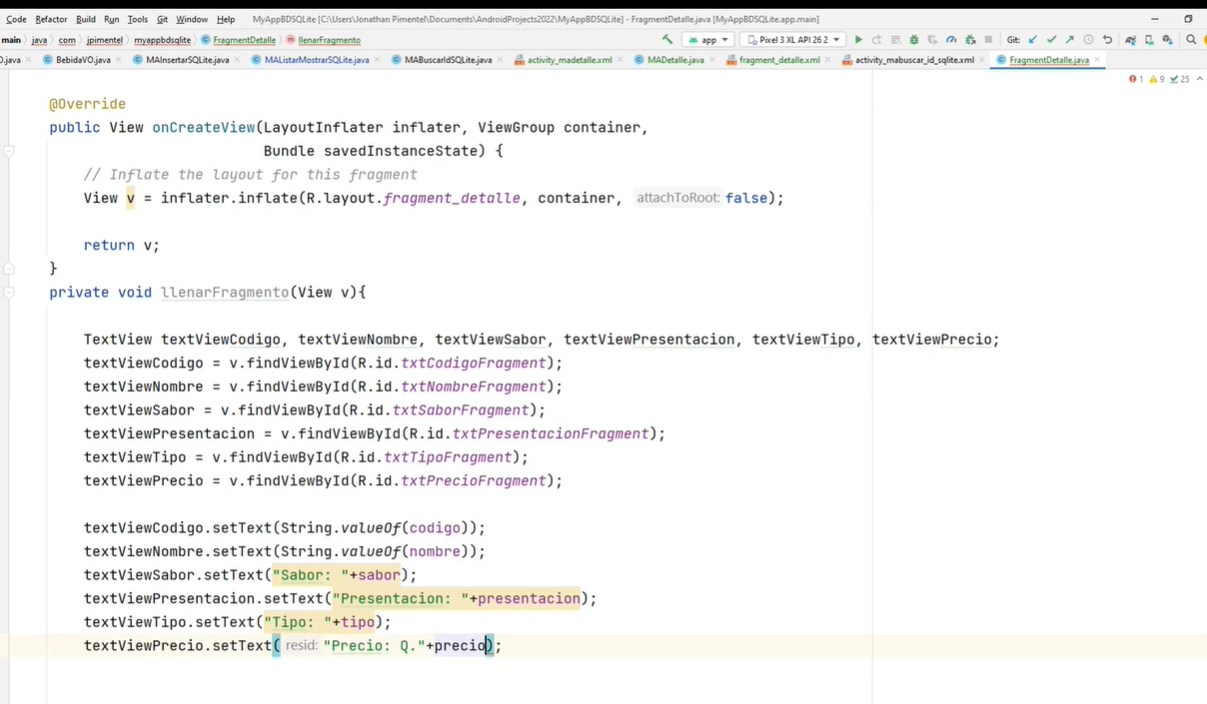 Code Refactor Build Run Tools Git Window Help MyAppBDSQLite [C:\Users\Jonathan Pimentel\Documents\AndroidProjects2022\MyAppBDSQLite] - FragmentDetalle.java [MyAppBDSQLite.app.main]
main java com jpimentel myappbdsqlite FragmentDetalle llenarFragmento app Pixel 3 XL API 26 2 Git:
O.java BebidaVO.java MAInsertarSQLite.java MAListarMostrarSQLite.java MABuscarIdSQLite.java activity_madetalle.xml MADetalle.java fragment_detalle.xml activity_mabuscar_id_sqlite.xml FragmentDetalle.java
1 9 25
@Override
public View onCreateView(LayoutInflater inflater, ViewGroup container,
Bundle savedInstanceState) {
// Inflate the layout for this fragment
View v = inflater.inflate(R.layout.fragment_detalle, container, attachToRoot: false);
return v;
}
private void llenarFragmento(View v){
TextView textViewCodigo, textViewNombre, textViewSabor, textViewPresentacion, textViewTipo, textViewPrecio;
textViewCodigo = v.findViewById(R.id.txtCodigoFragment);
textViewNombre = v.findViewById(R.id.txtNombreFragment);
textViewSabor = v.findViewById(R.id.txtSaborFragment);
textViewPresentacion = v.findViewById(R.id.txtPresentacionFragment);
textViewTipo = v.findViewById(R.id.txtTipoFragment);
textViewPrecio = v.findViewById(R.id.txtPrecioFragment);
textViewCodigo.setText(String.valueOf(codigo));
textViewNombre.setText(String.valueOf(nombre));
textViewSabor.setText("Sabor: "+sabor);
textViewPresentacion.setText("Presentacion: "+presentacion);
textViewTipo.setText("Tipo: "+tipo);
textViewPrecio.setText( resid: "Precio: Q."+precio);